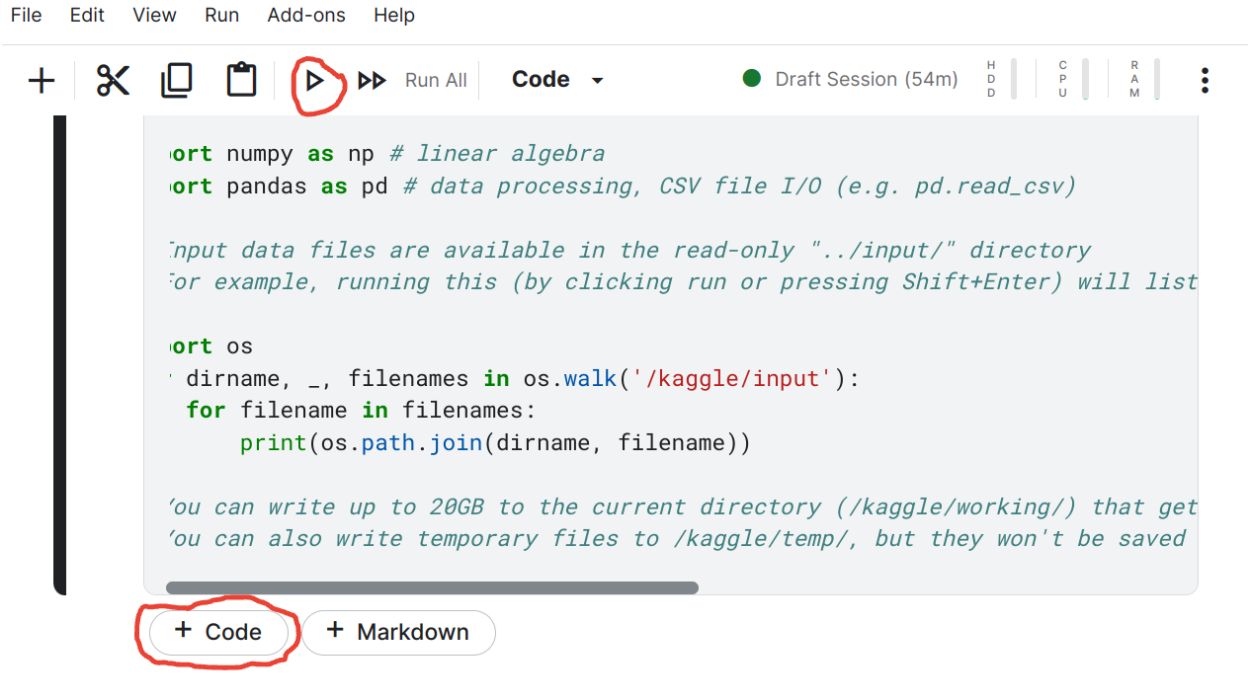 File Edit View Run Add-ons Help
Run All Code Draft Session (54m) HDD CPU RAM
ort numpy as np # linear algebra
ort pandas as pd # data processing, CSV file I/O (e.g. pd.read_csv)
nput data files are available in the read-only "../input/" directory
or example, running this (by clicking run or pressing Shift+Enter) will list
ort os
dirname, _, filenames in os.walk('/kaggle/input'):
for filename in filenames:
print(os.path.join(dirname, filename))
ou can write up to 20GB to the current directory (/kaggle/working/) that get
ou can also write temporary files to /kaggle/temp/, but they won't be saved
+ Code + Markdown